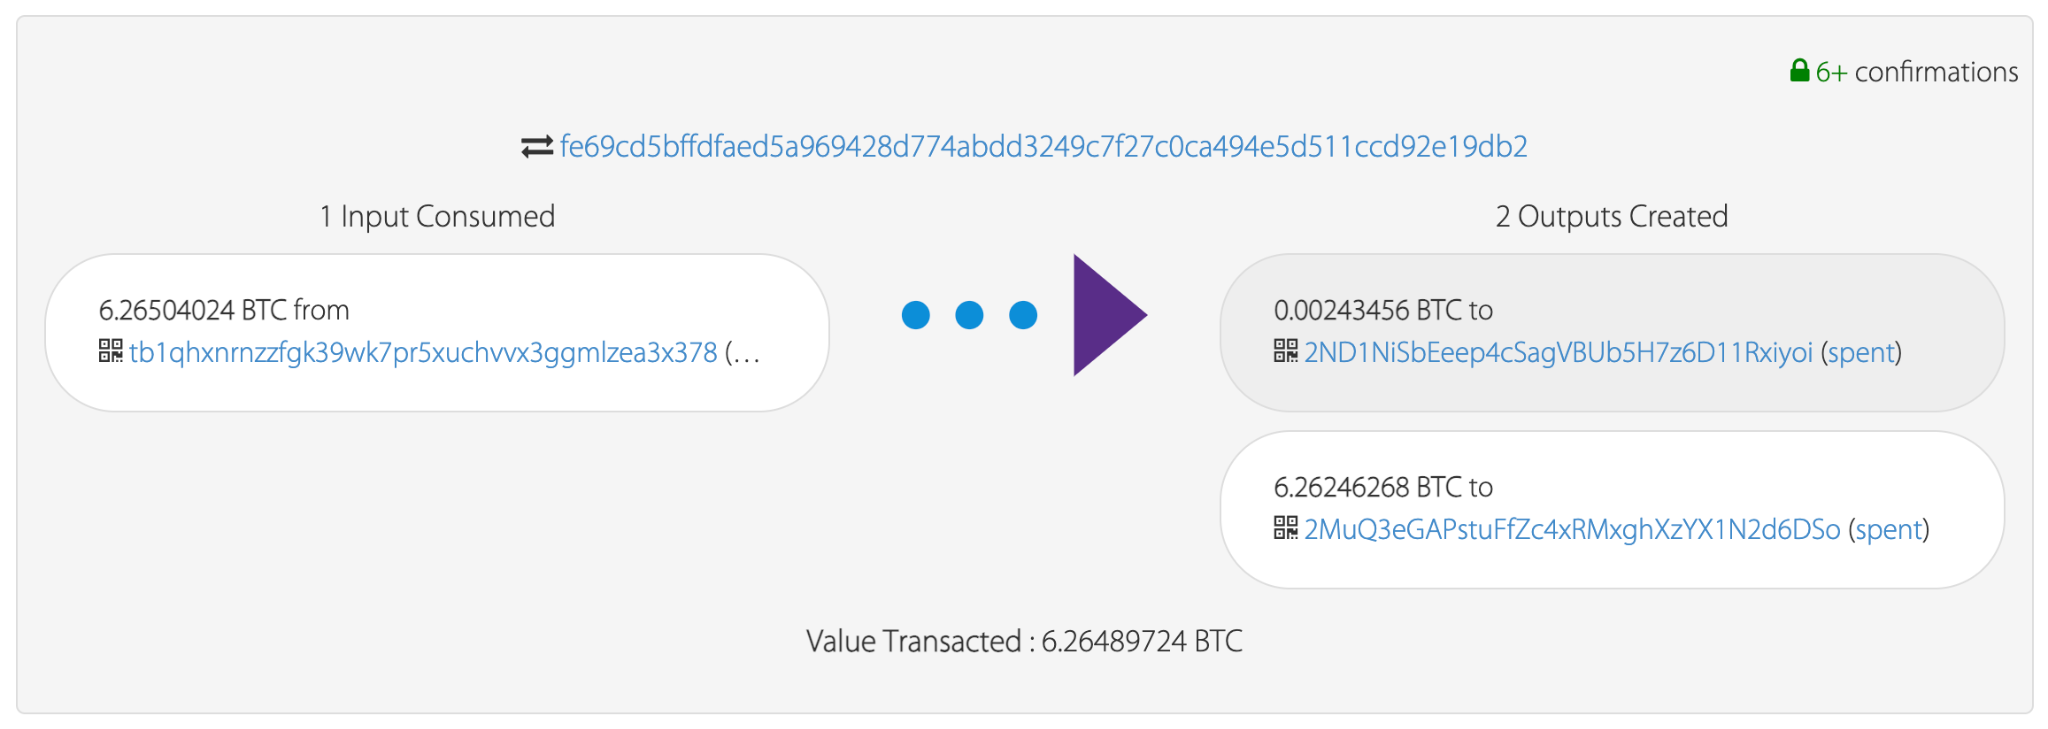 6+ confirmations
fe69cd5bffdfaed5a969428d774abdd3249c7f27c0ca494e5d511ccd92e19db2
1 Input Consumed
2 Outputs Created
6.26504024 BTC from
tb1qhxnrnzzfgk39wk7pr5xuchvvx3ggmlzea3x378 (...
0.00243456 BTC to
2ND1NiSbEeep4cSagVBUb5H7z6D11Rxiyoi (spent)
6.26246268 BTC to
2MuQ3eGAPstuFfZc4xRMxghXzYX1N2d6DSo (spent)
Value Transacted : 6.26489724 BTC